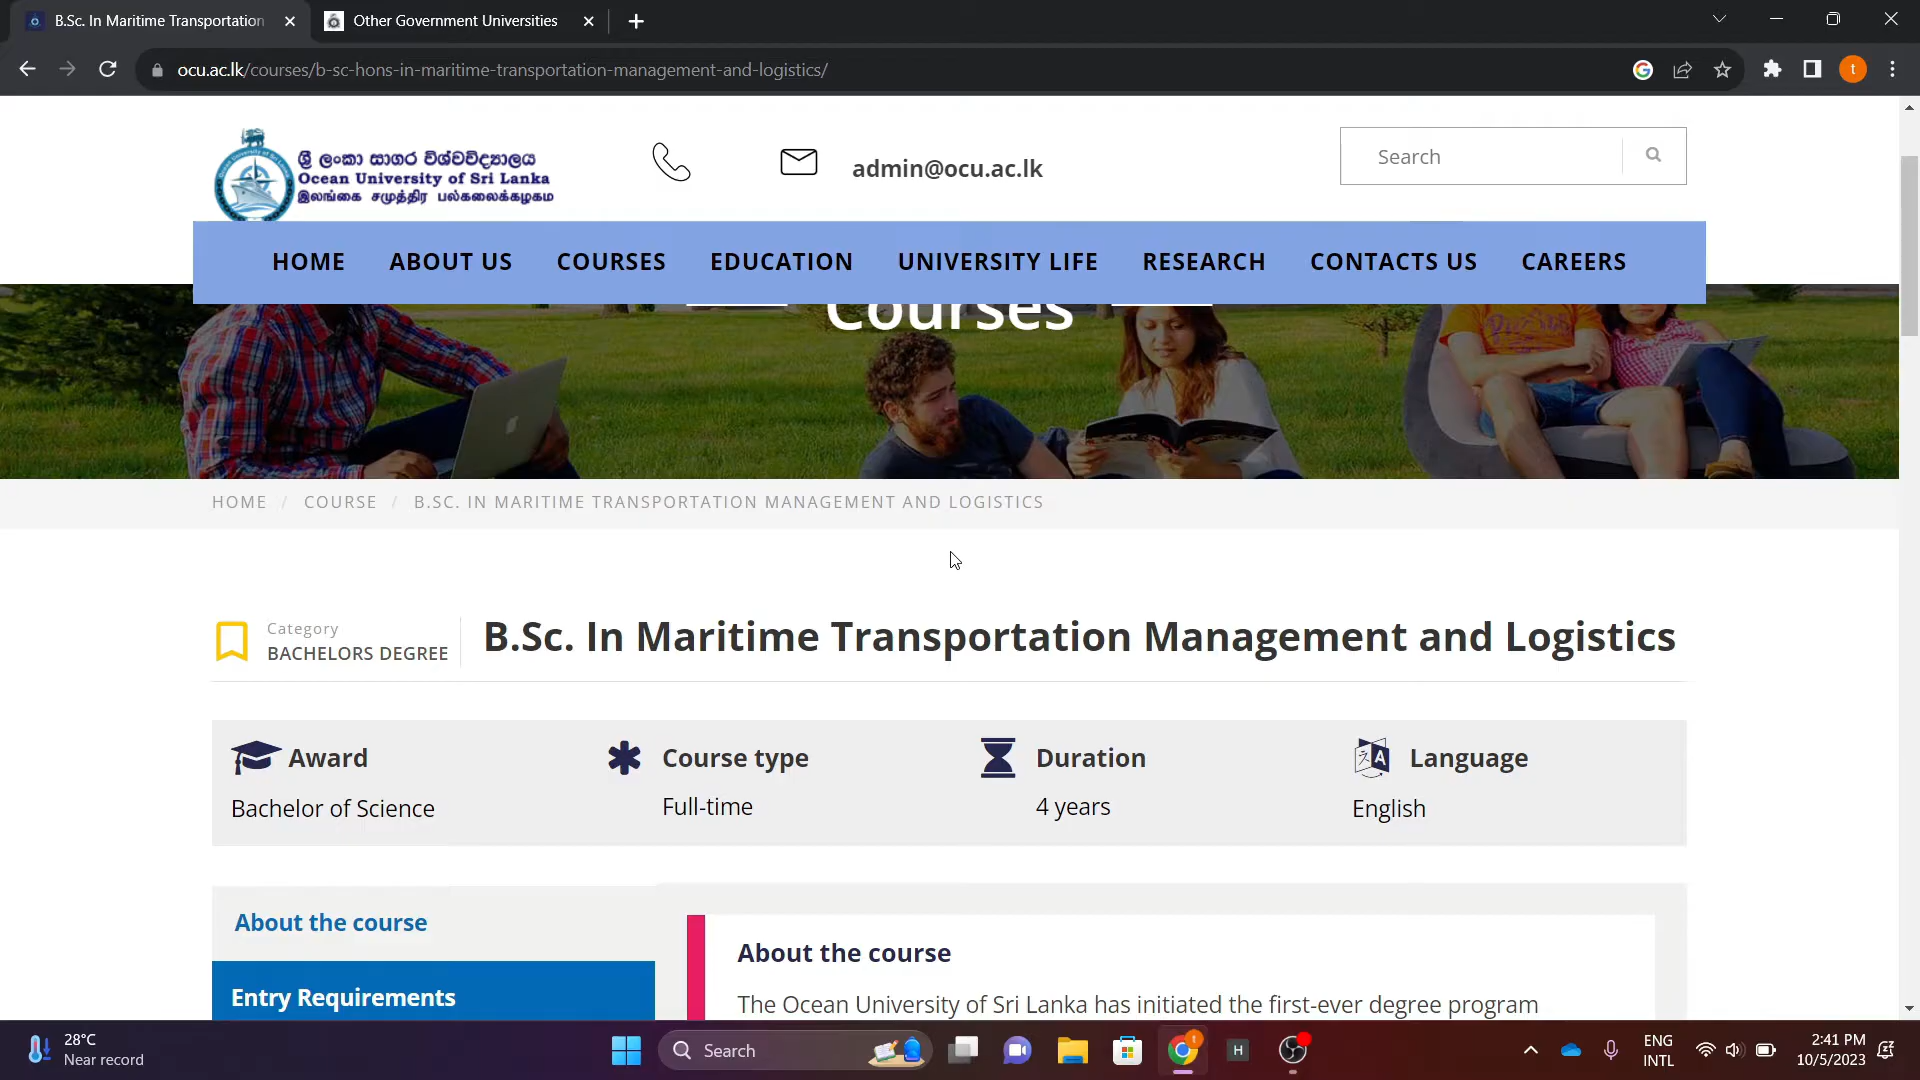 B.Sc. In Maritime Transportation
Other Government Universities
ocu.ac.lk/courses/b-sc-hons-in-maritime-transportation-management-and-logistics/
t
ශ්‍රී ලංකා සාගර විශ්වවිද්‍යාලය
Ocean University of Sri Lanka
இலங்கை சமுத்திர பல்கலைக்கழகம்
admin@ocu.ac.lk
Search
HOME ABOUT US COURSES EDUCATION UNIVERSITY LIFE RESEARCH CONTACTS US CAREERS
Courses
HOME / COURSE / B.SC. IN MARITIME TRANSPORTATION MANAGEMENT AND LOGISTICS
Category
BACHELORS DEGREE
B.Sc. In Maritime Transportation Management and Logistics
Award Course type Duration Language
Bachelor of Science Full-time 4 years English
About the course
Entry Requirements
About the course
The Ocean University of Sri Lanka has initiated the first-ever degree program
28°C
Near record
Search
H
t
ENG
INTL
2:41 PM
10/5/2023